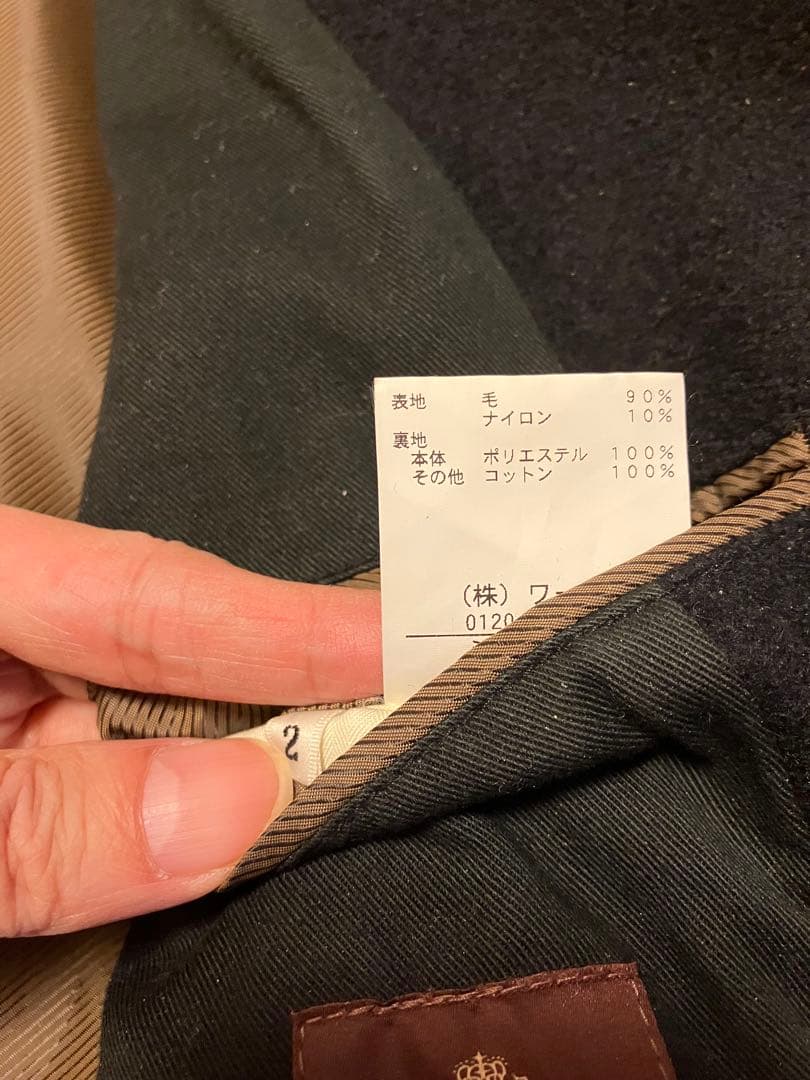 表地 毛 90%
ナイロン 10%
裏地
本体 ポリエステル 100%
その他 コットン 100%
(株) ワー
0120
2